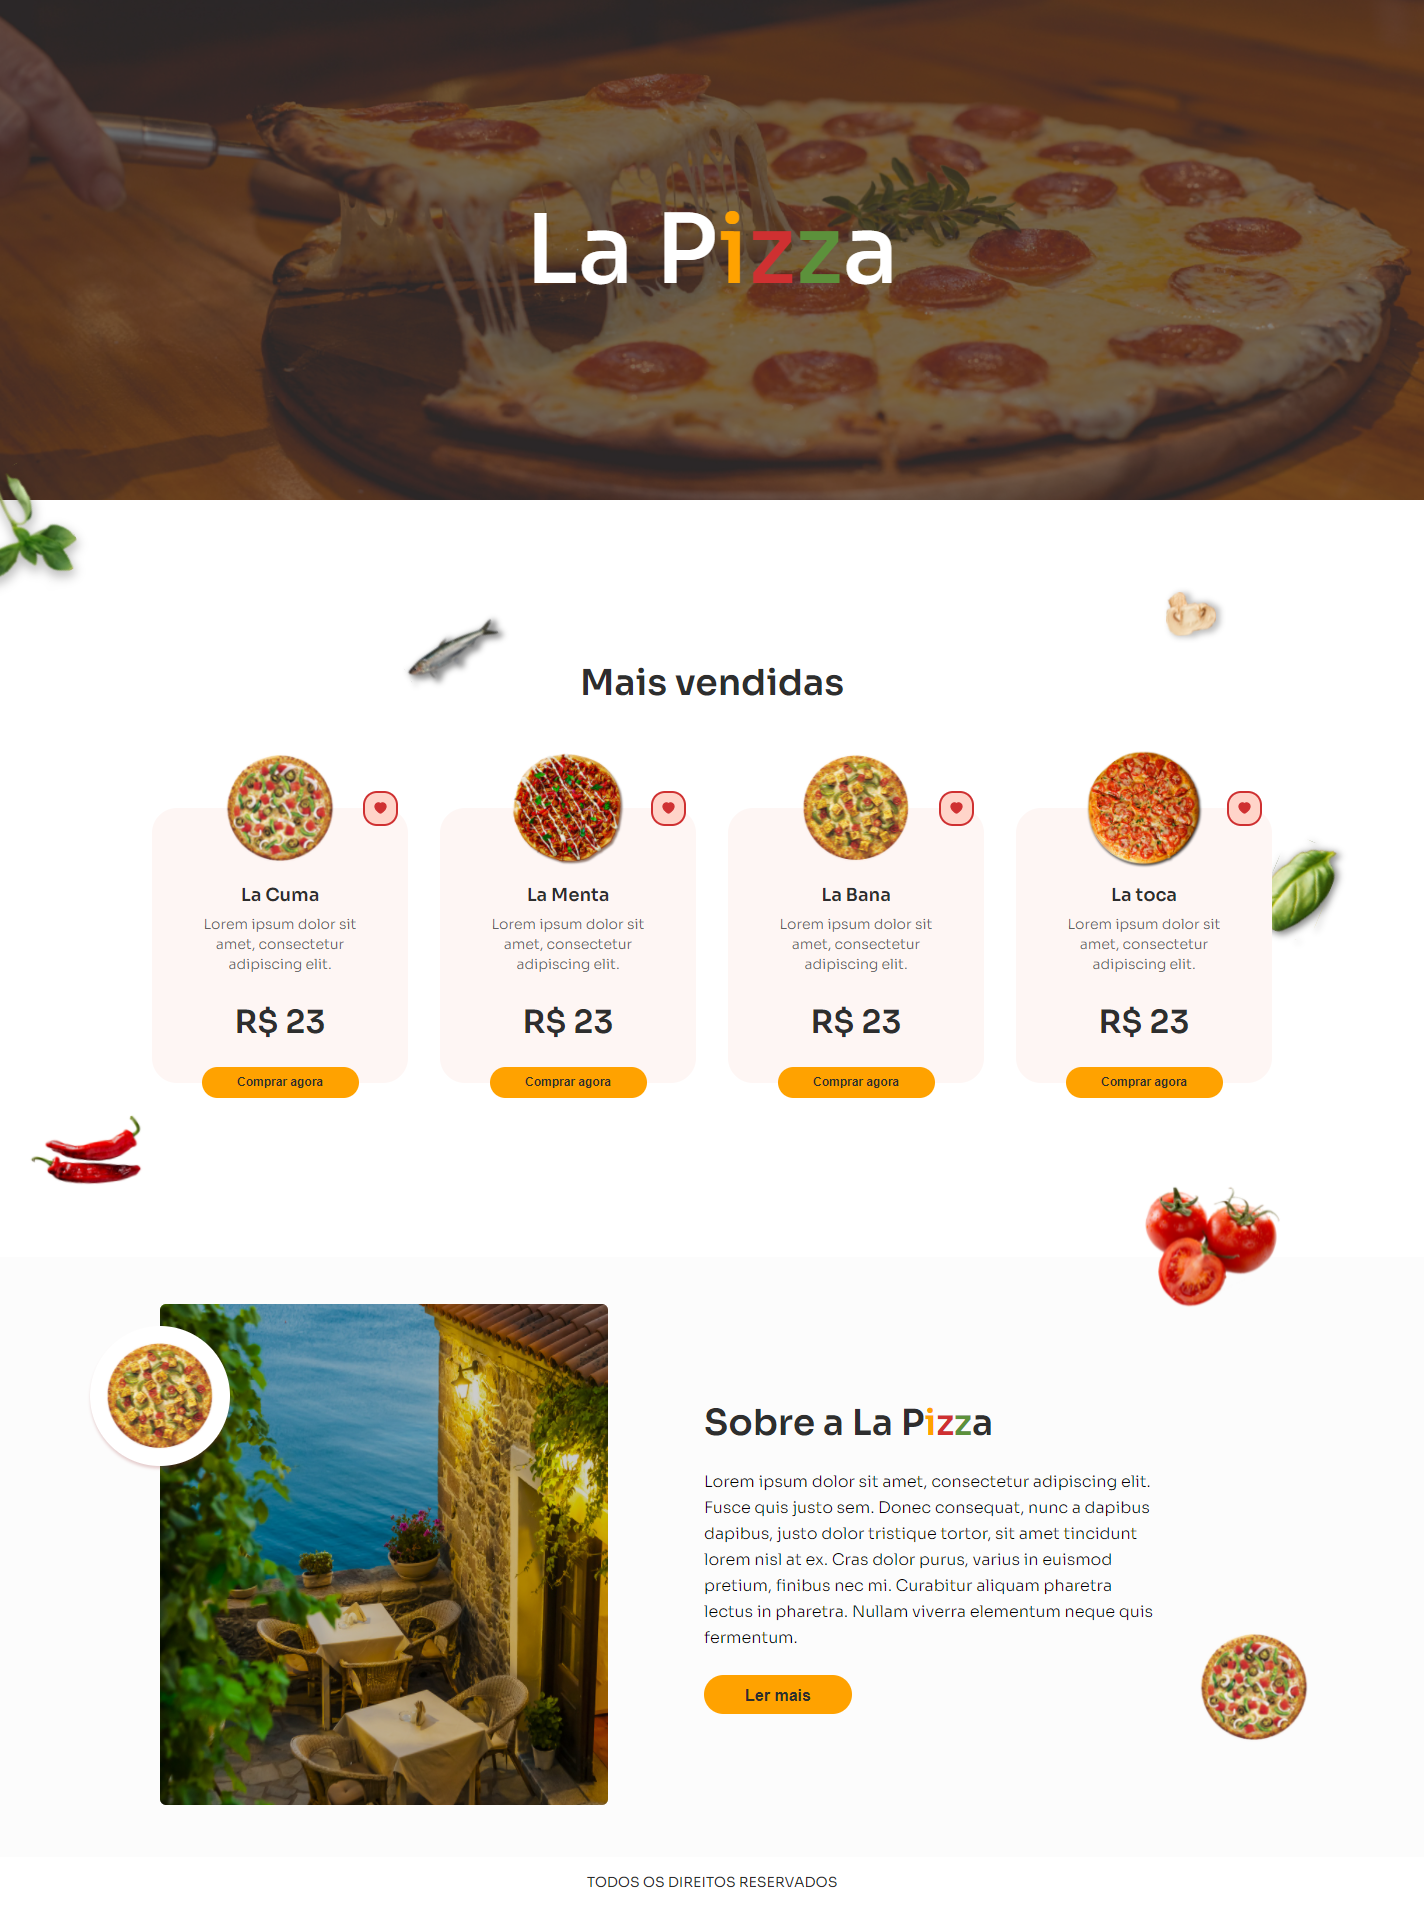 La Pizza
Mais vendidas
La Cuma
Lorem ipsum dolor sit
amet, consectetur
adipiscing elit.
R$ 23
Comprar agora
La Menta
Lorem ipsum dolor sit
amet, consectetur
adipiscing elit.
R$ 23
Comprar agora
La Bana
Lorem ipsum dolor sit
amet, consectetur
adipiscing elit.
R$ 23
Comprar agora
La toca
Lorem ipsum dolor sit
amet, consectetur
adipiscing elit.
R$ 23
Comprar agora
Sobre a La Pizza
Lorem ipsum dolor sit amet, consectetur adipiscing elit.
Fusce quis justo sem. Donec consequat, nunc a dapibus
dapibus, justo dolor tristique tortor, sit amet tincidunt
lorem nisl at ex. Cras dolor purus, varius in euismod
pretium, finibus nec mi. Curabitur aliquam pharetra
lectus in pharetra. Nullam viverra elementum neque quis
fermentum.
Ler mais
TODOS OS DIREITOS RESERVADOS